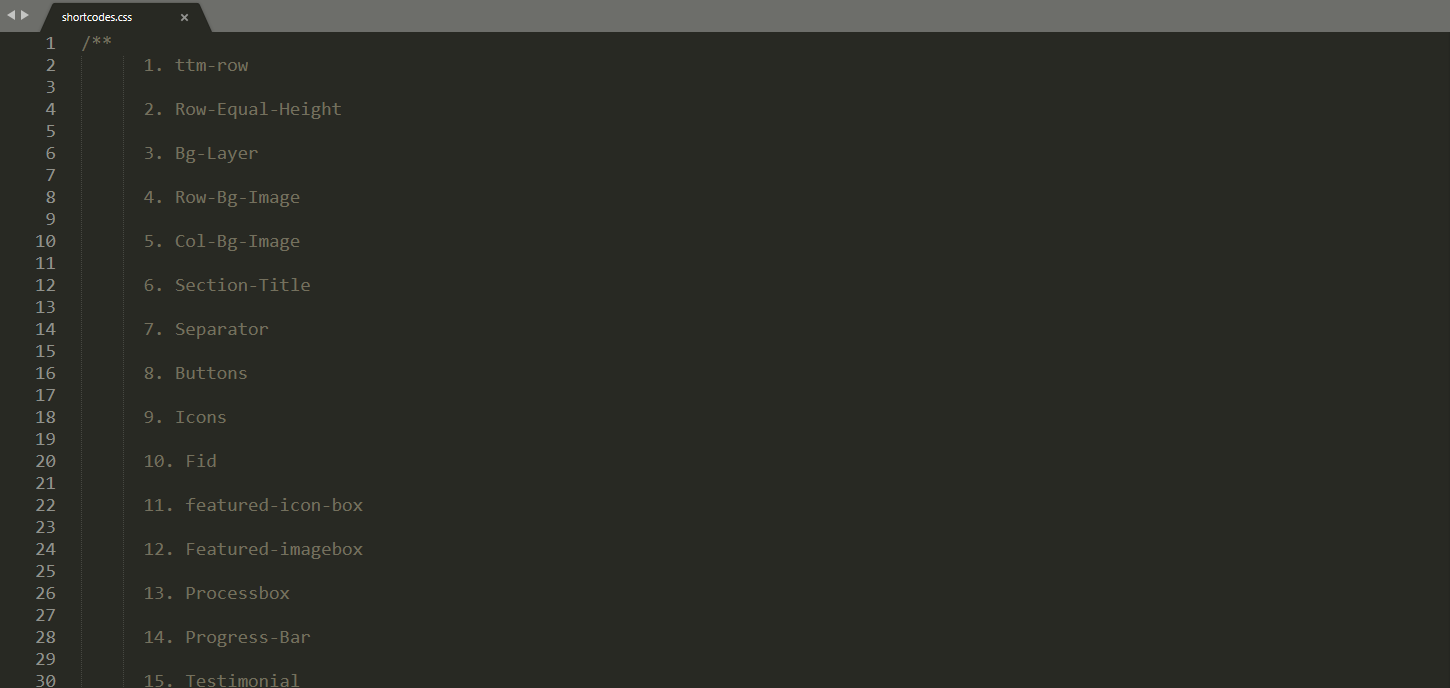 shortcodes.css ×
1 /**
2 1. ttm-row
3
4 2. Row-Equal-Height
5
6 3. Bg-Layer
7
8 4. Row-Bg-Image
9
10 5. Col-Bg-Image
11
12 6. Section-Title
13
14 7. Separator
15
16 8. Buttons
17
18 9. Icons
19
20 10. Fid
21
22 11. featured-icon-box
23
24 12. Featured-imagebox
25
26 13. Processbox
27
28 14. Progress-Bar
29
30 15. Testimonial